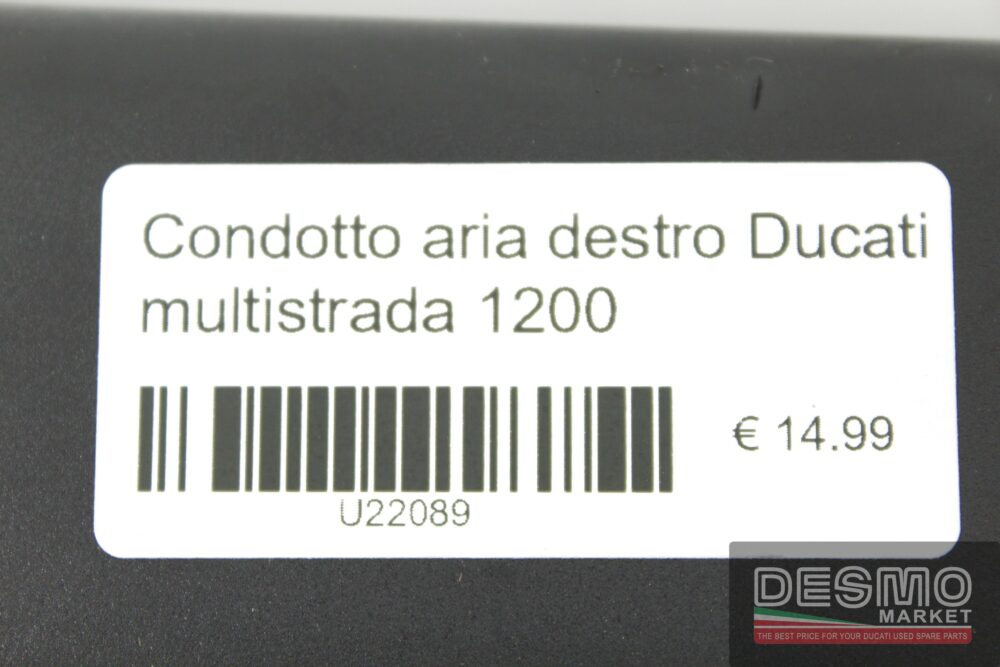 Condotto aria destro Ducati
multistrada 1200
€ 14.99
U22089
DESMO
MARKET
THE BEST PRICE FOR YOUR DUCATI USED SPARE PARTS